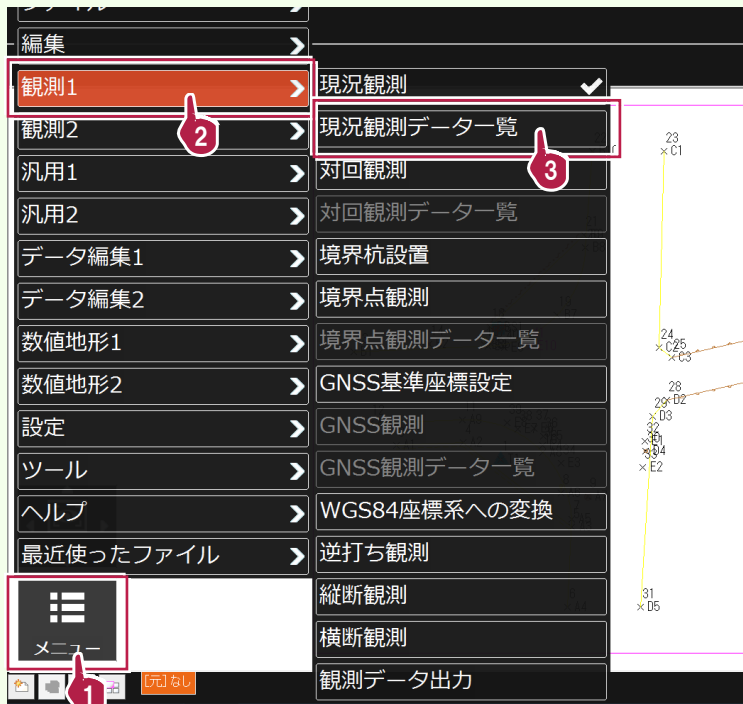 ファイル
編集
観測1
観測2
汎用1
汎用2
データ編集1
データ編集2
数値地形1
数値地形2
設定
ツール
ヘルプ
最近使ったファイル
メニュー
[元]なし
現況観測
現況観測データ一覧
対回観測
対回観測データ一覧
境界杭設置
境界点観測
境界点観測データ一覧
GNSS基準座標設定
GNSS観測
GNSS観測データ一覧
WGS84座標系への変換
逆打ち観測
縦断観測
横断観測
観測データ出力
1
2
3
23
C1
24
25
C3
28
D2
29
D3
32
E2
31
D5